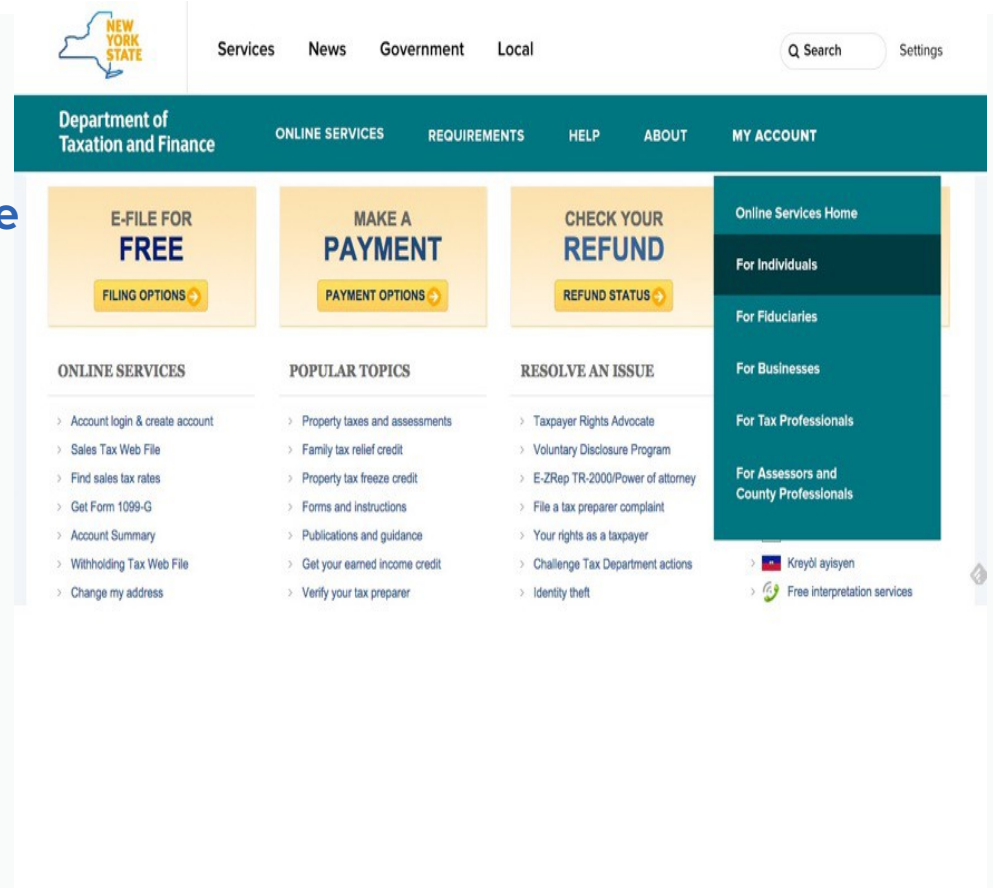 NEW
YORK
STATE
Services News Government Local
Search Settings
Department of
Taxation and Finance
ONLINE SERVICES REQUIREMENTS HELP ABOUT MY ACCOUNT
e
E-FILE FOR
FREE
FILING OPTIONS
MAKE A
PAYMENT
PAYMENT OPTIONS
CHECK YOUR
REFUND
REFUND STATUS
Online Services Home
For Individuals
For Fiduciaries
For Businesses
For Tax Professionals
For Assessors and
County Professionals
ONLINE SERVICES
Account login & create account
Sales Tax Web File
Find sales tax rates
Get Form 1099-G
Account Summary
Withholding Tax Web File
Change my address
POPULAR TOPICS
Property taxes and assessments
Family tax relief credit
Property tax freeze credit
Forms and instructions
Publications and guidance
Get your earned income credit
Verify your tax preparer
RESOLVE AN ISSUE
Taxpayer Rights Advocate
Voluntary Disclosure Program
E-ZRep TR-2000/Power of attorney
File a tax preparer complaint
Your rights as a taxpayer
Challenge Tax Department actions
Identity theft
Kreyòl ayisyen
Free interpretation services